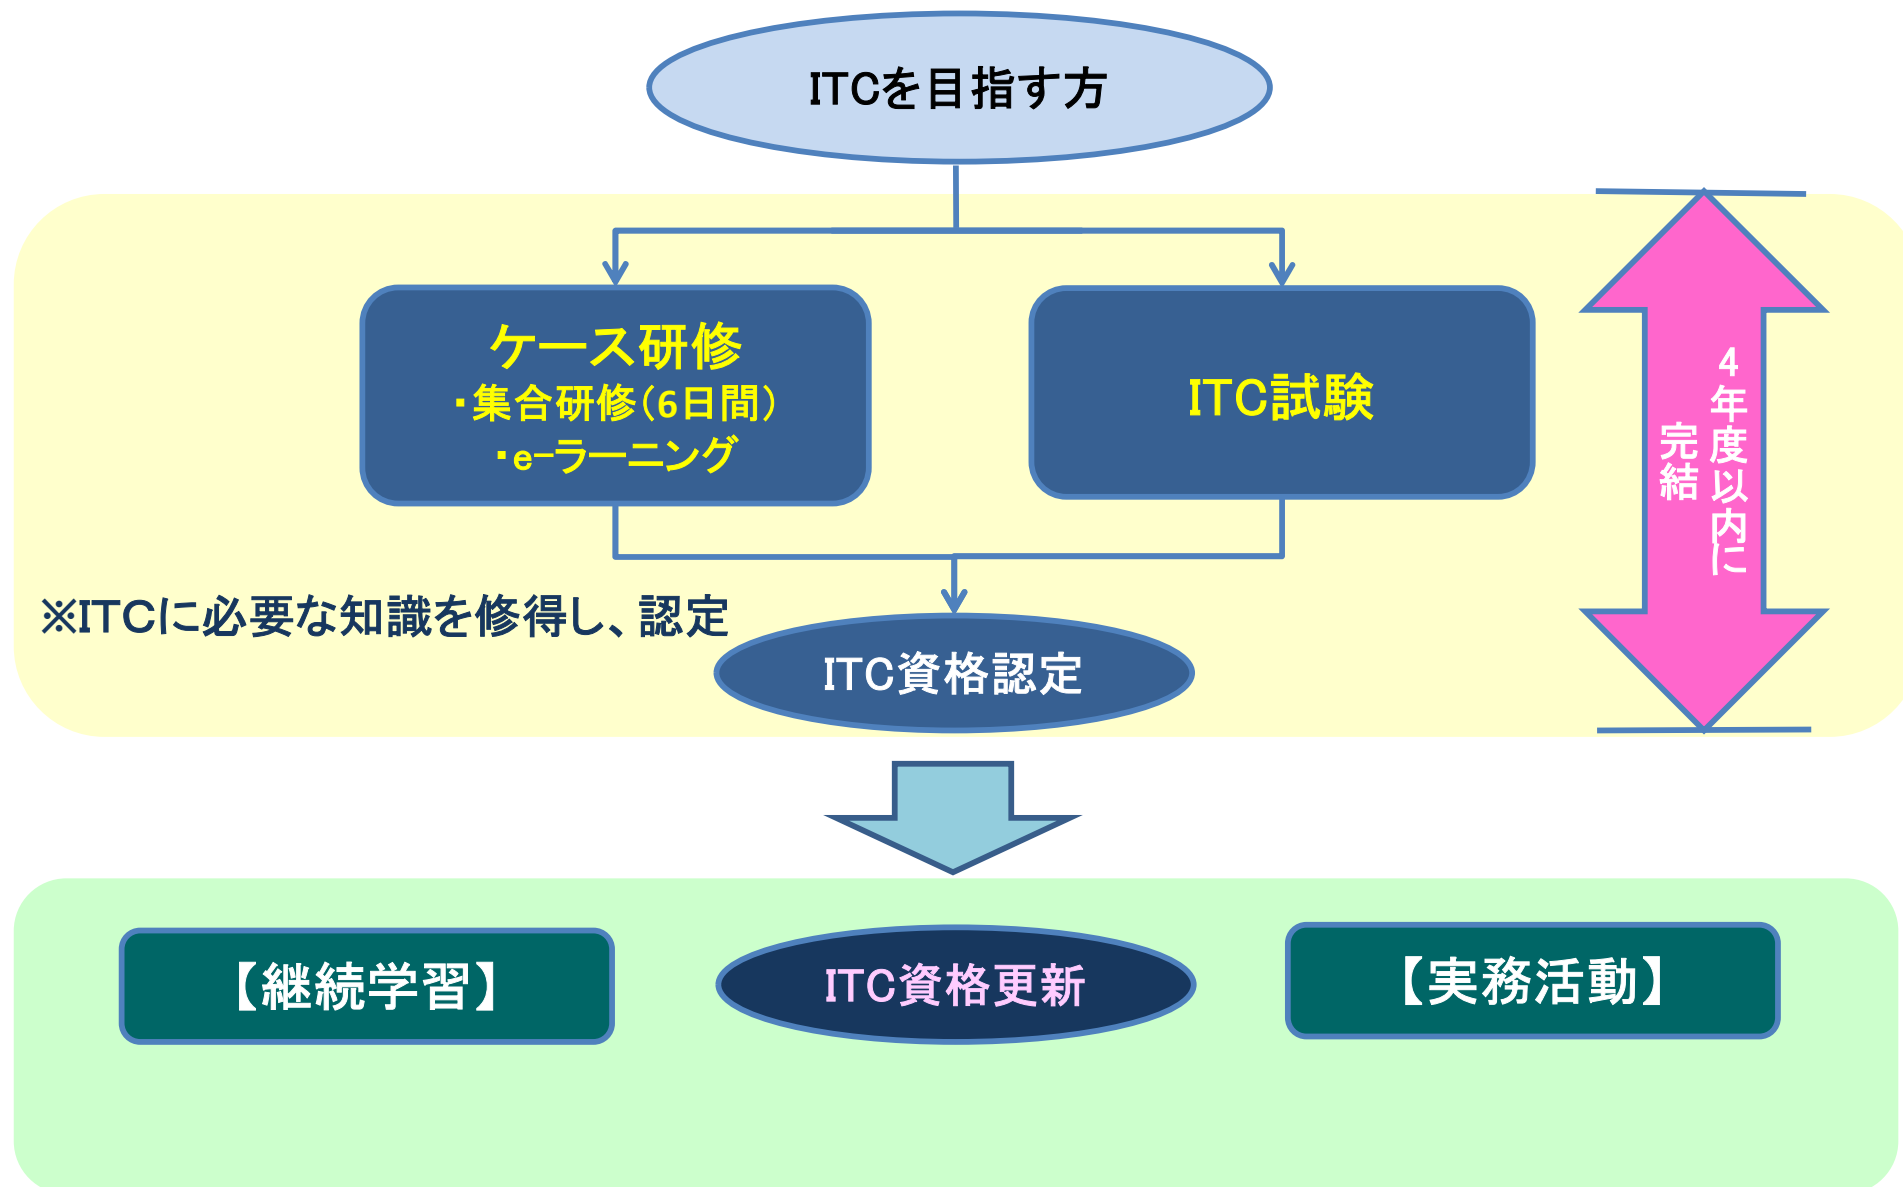 ITCを目指す方
ケース研修
・集合研修(6日間)
・e-ラーニング
ITC試験
4年度以内に
完結
※ITCに必要な知識を修得し、認定
ITC資格認定
【継続学習】
ITC資格更新
【実務活動】